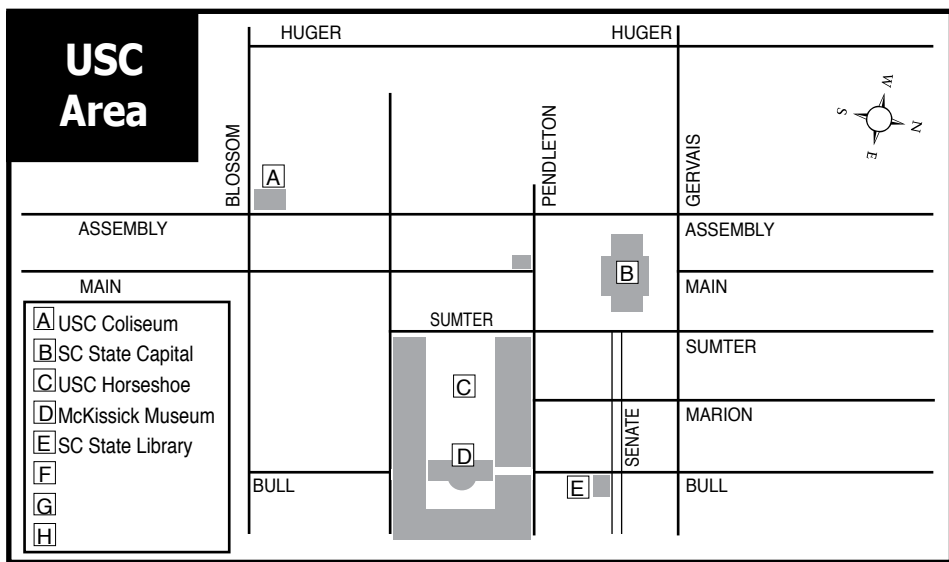 USC
Area
HUGER
HUGER
W
S
N
E
BLOSSOM
PENDLETON
GERVAIS
A
ASSEMBLY
ASSEMBLY
B
MAIN
MAIN
SUMTER
SUMTER
C
MARION
SENATE
D
BULL
E
BULL
A USC Coliseum
B SC State Capital
C USC Horseshoe
D McKissick Museum
E SC State Library
F
G
H